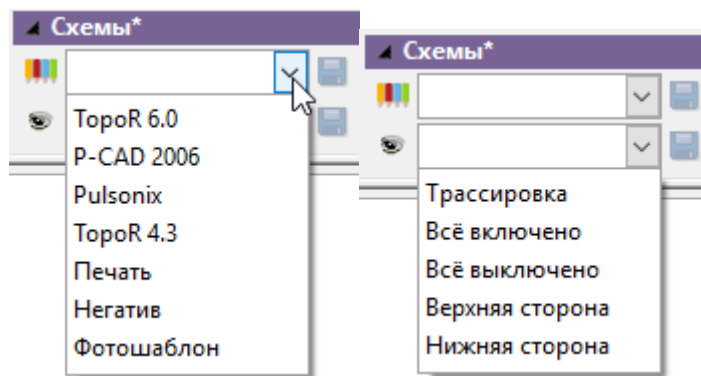 Схемы*
TopoR 6.0
P-CAD 2006
Pulsonix
TopoR 4.3
Печать
Негатив
Фотошаблон
Схемы*
Трассировка
Всё включено
Всё выключено
Верхняя сторона
Нижняя сторона